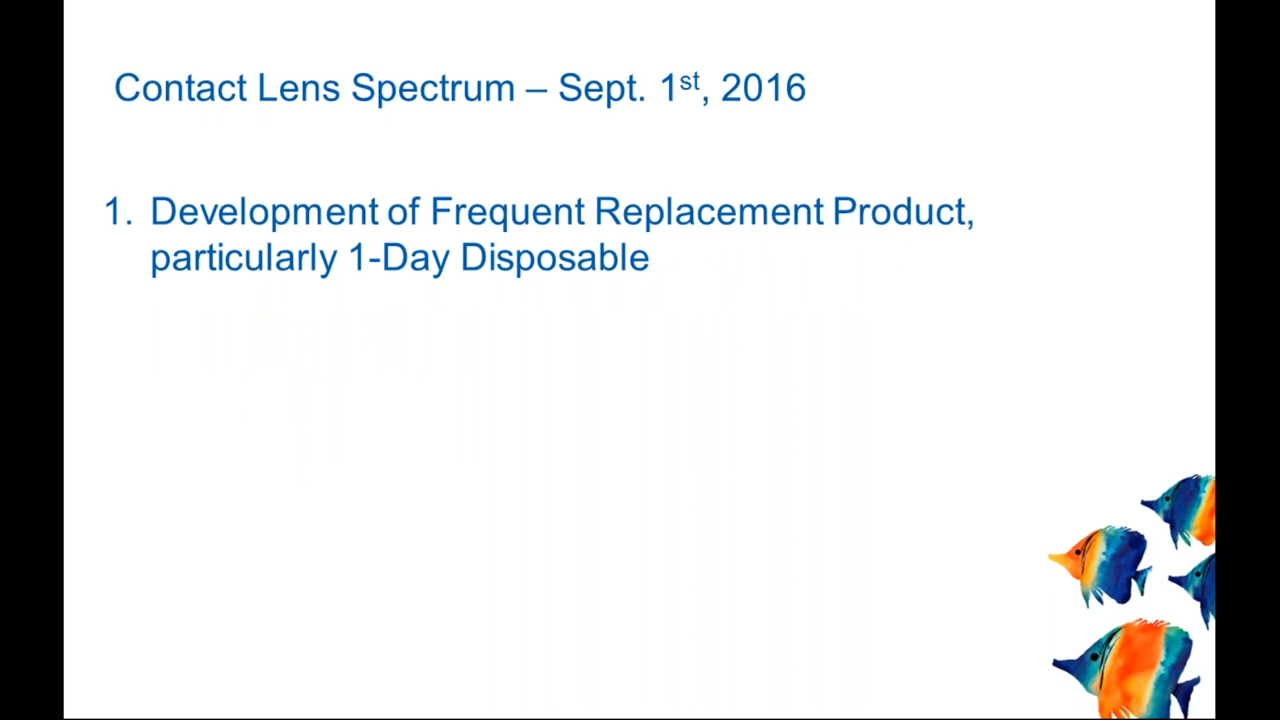 Contact Lens Spectrum – Sept. 1st, 2016
1. Development of Frequent Replacement Product,
particularly 1-Day Disposable